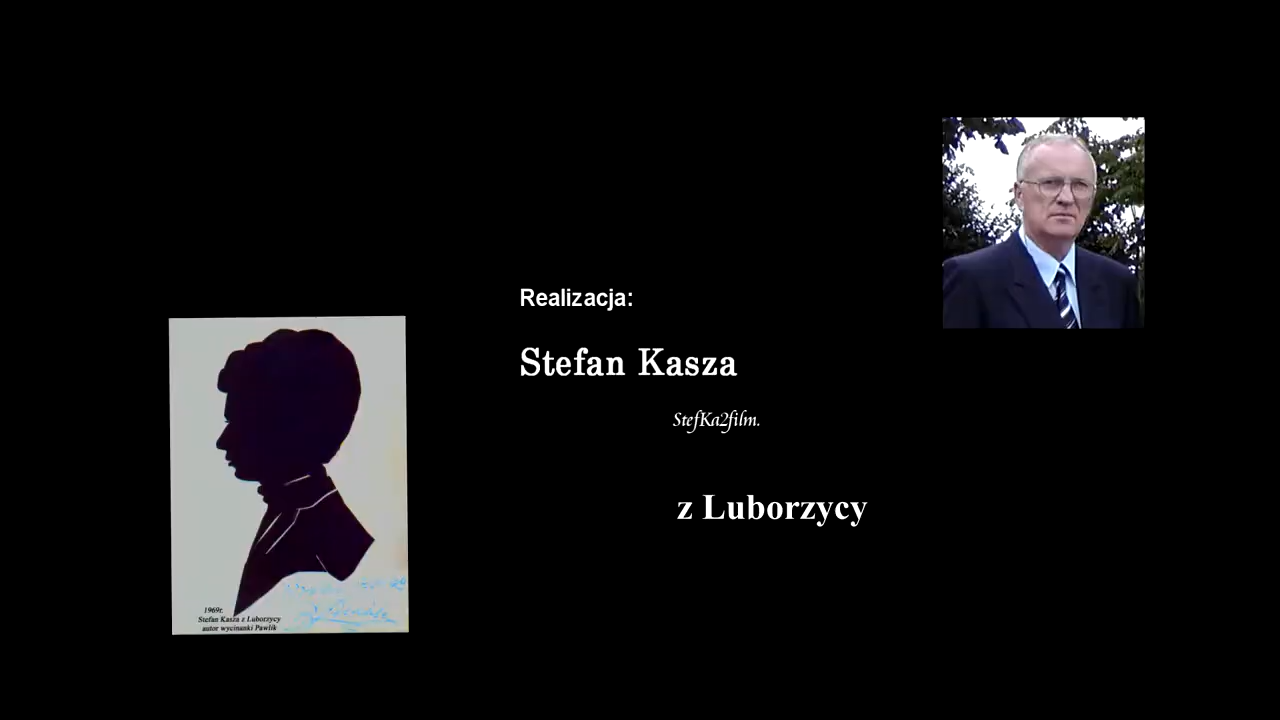 Realizacja:
Stefan Kasza
StefKa2film.
z Luborzycy
1969r.
Stefan Kasza z Luborzycy
autor wycinanki Pawlik